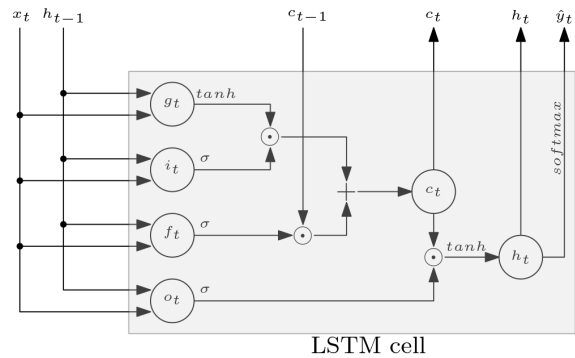 x_t h_{t-1} c_{t-1} c_t h_t ŷ_t
g_t tanh
softmax
i_t σ
c_t
f_t σ
tanh h_t
o_t σ
LSTM cell